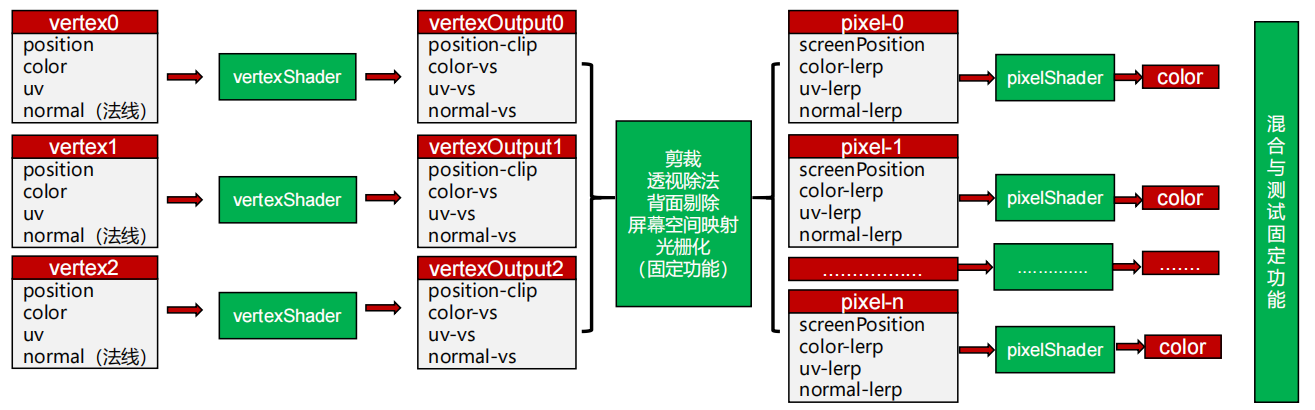 vertex0
position
color
uv
normal（法线）
vertexShader
vertexOutput0
position-clip
color-vs
uv-vs
normal-vs
vertex1
position
color
uv
normal（法线）
vertexShader
vertexOutput1
position-clip
color-vs
uv-vs
normal-vs
vertex2
position
color
uv
normal（法线）
vertexShader
vertexOutput2
position-clip
color-vs
uv-vs
normal-vs
剪裁
透视除法
背面剔除
屏幕空间映射
光栅化
（固定功能）
pixel-0
screenPosition
color-lerp
uv-lerp
normal-lerp
pixelShader
color
pixel-1
screenPosition
color-lerp
uv-lerp
normal-lerp
pixelShader
color
.................
.............
.......
pixel-n
screenPosition
color-lerp
uv-lerp
normal-lerp
pixelShader
color
混合与测试固定功能